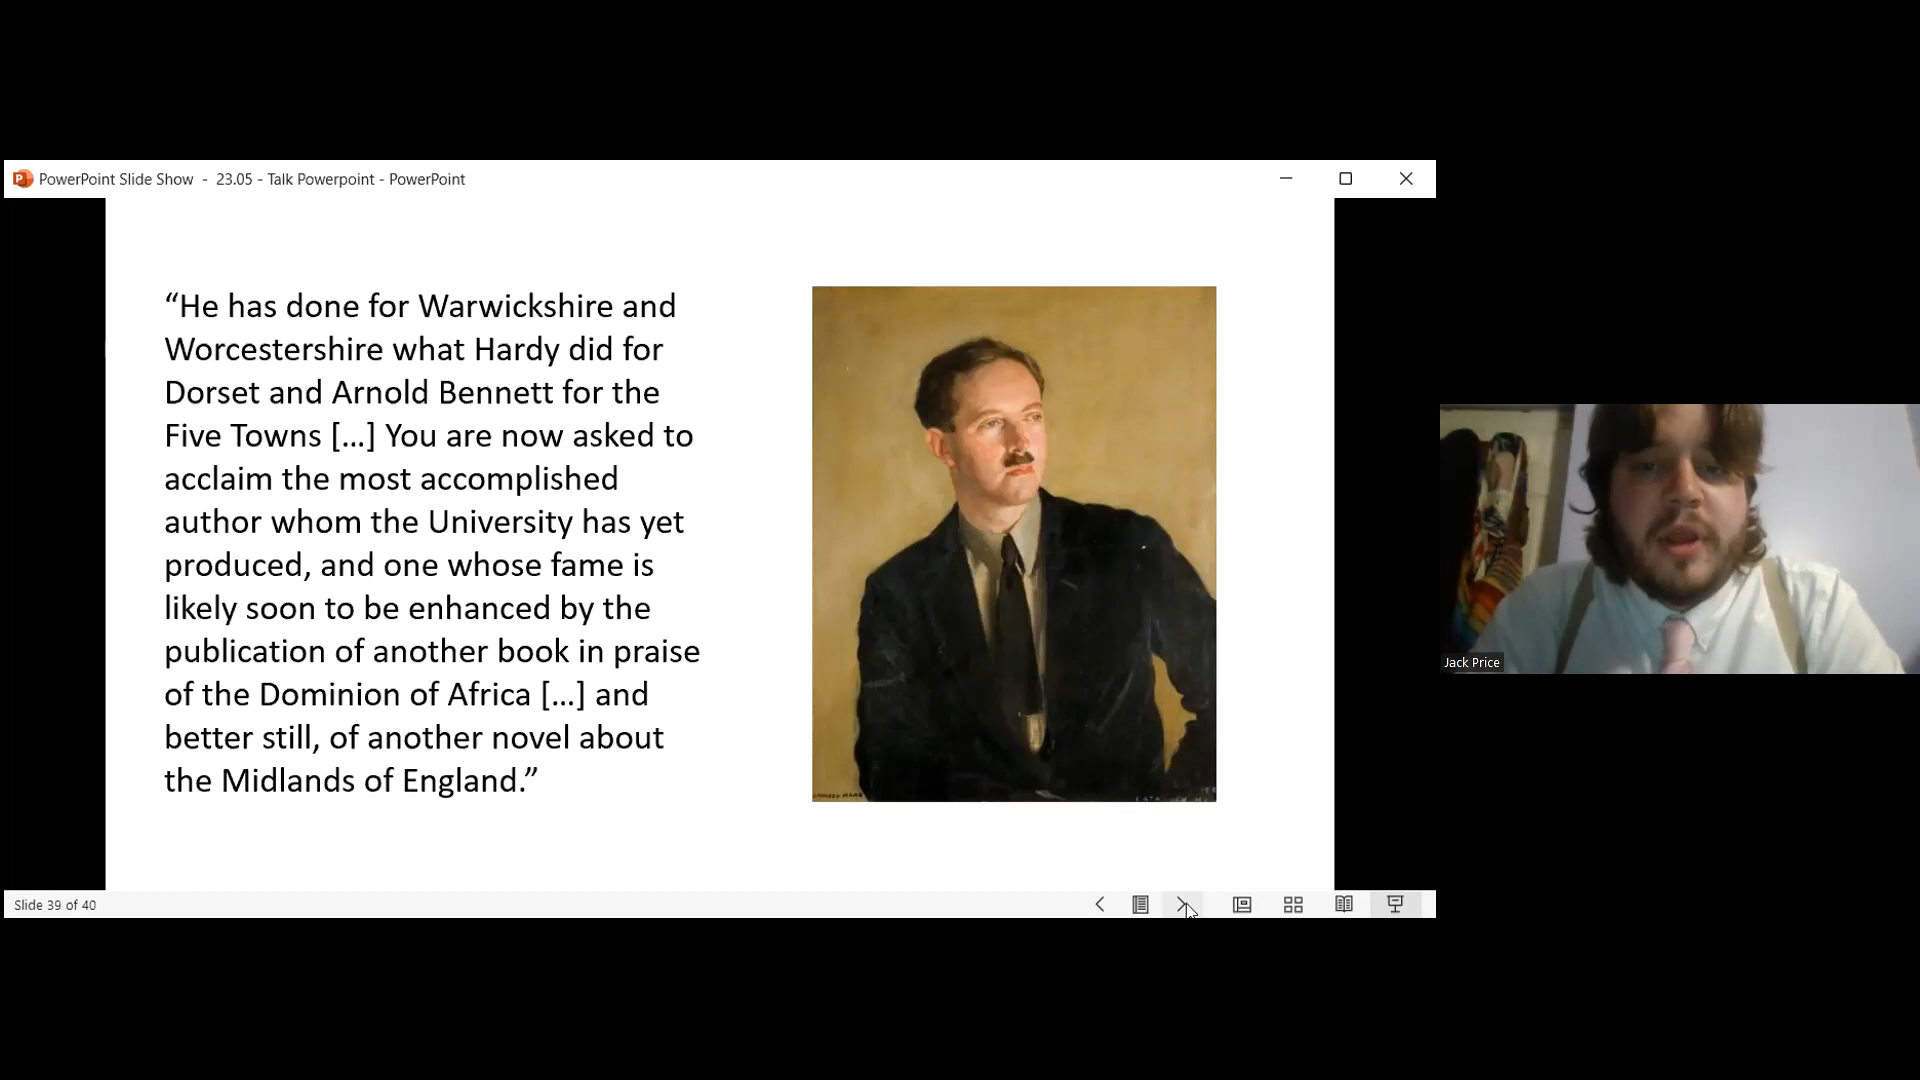 PowerPoint Slide Show - 23.05 - Talk Powerpoint - PowerPoint
“He has done for Warwickshire and
Worcestershire what Hardy did for
Dorset and Arnold Bennett for the
Five Towns […] You are now asked to
acclaim the most accomplished
author whom the University has yet
produced, and one whose fame is
likely soon to be enhanced by the
publication of another book in praise
of the Dominion of Africa […] and
better still, of another novel about
the Midlands of England.”
Jack Price
Slide 39 of 40